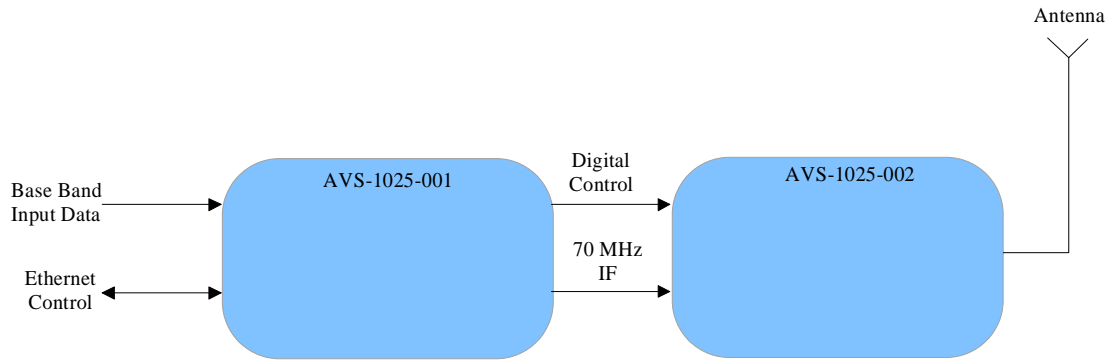 Antenna
AVS-1025-001
Digital
Control
AVS-1025-002
Base Band
Input Data
70 MHz
IF
Ethernet
Control